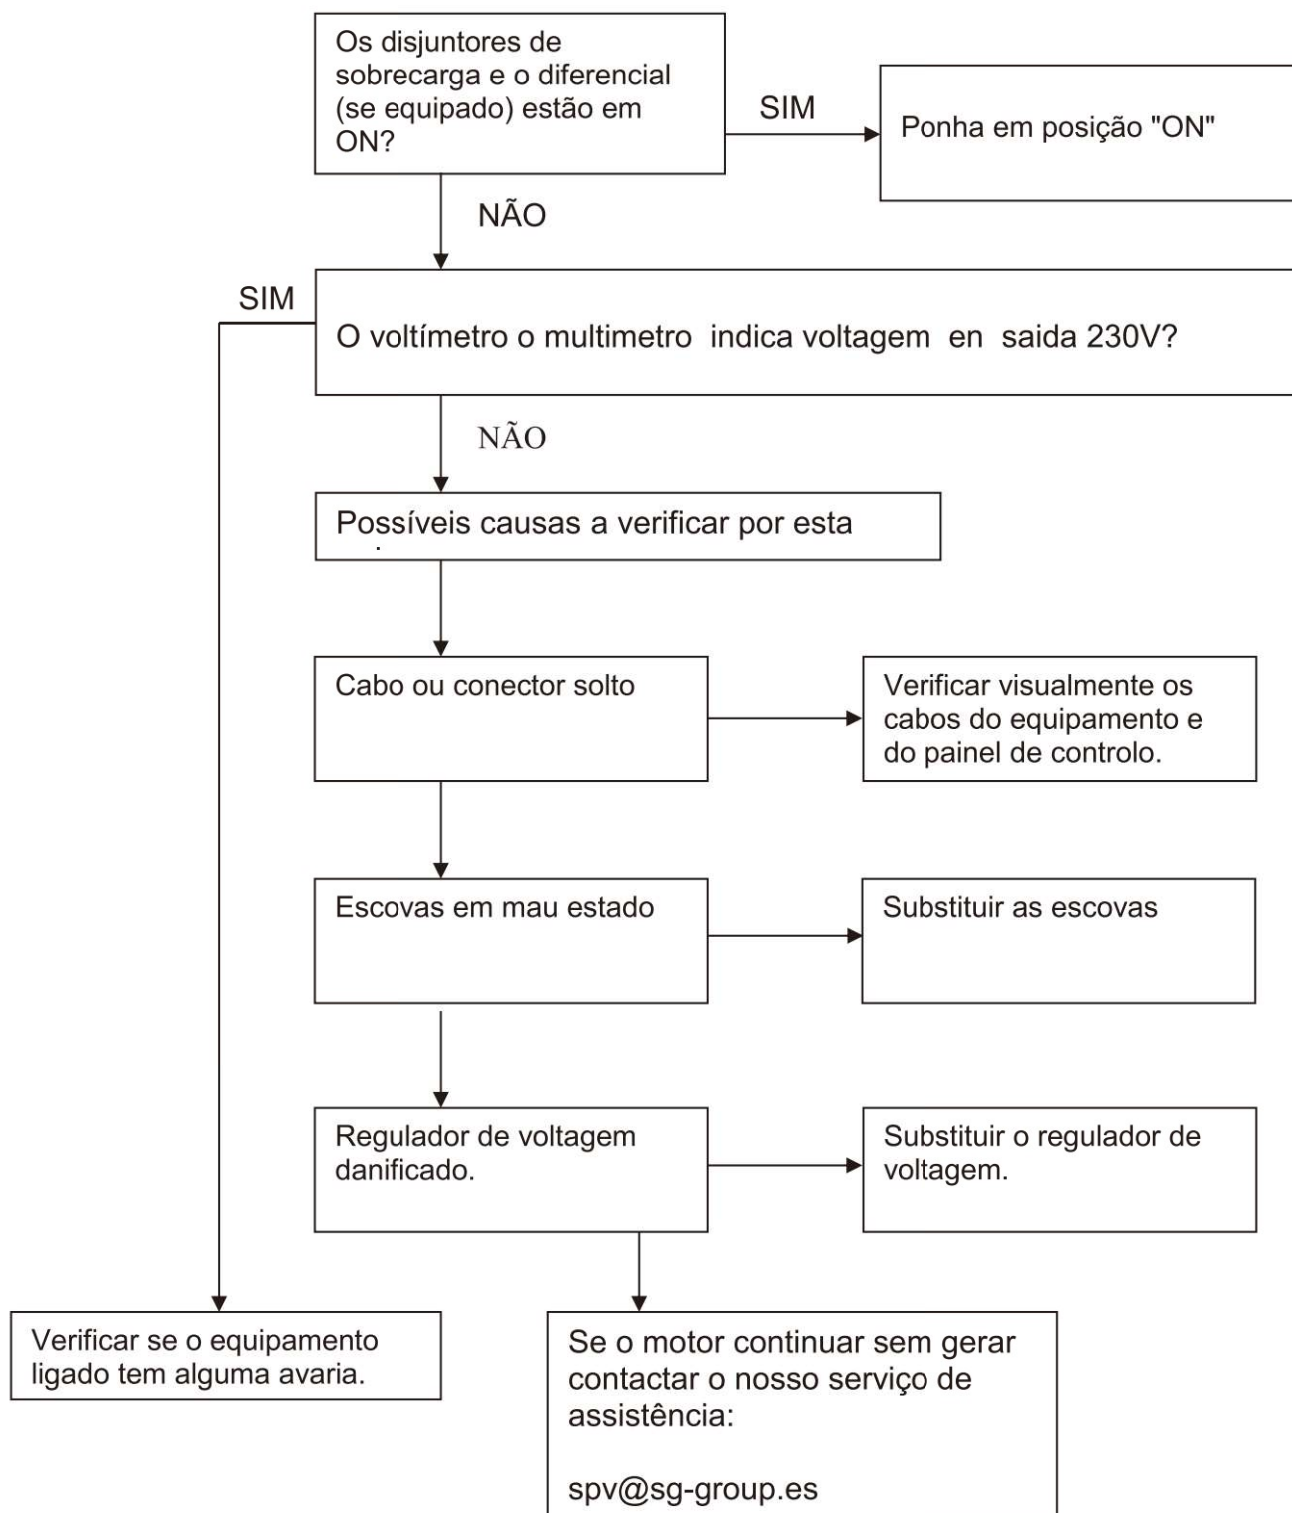 Os disjuntores de
sobrecarga e o diferencial
(se equipado) estão em
ON?
SIM
Ponha em posição "ON"
NÃO
SIM
O voltímetro o multimetro indica voltagem en saida 230V?
NÃO
Possíveis causas a verificar por esta
Cabo ou conector solto
Verificar visualmente os
cabos do equipamento e
do painel de controlo.
Escovas em mau estado
Substituir as escovas
Regulador de voltagem
danificado.
Substituir o regulador de
voltagem.
Verificar se o equipamento
ligado tem alguma avaria.
Se o motor continuar sem gerar
contactar o nosso serviço de
assistência:
spv@sg-group.es